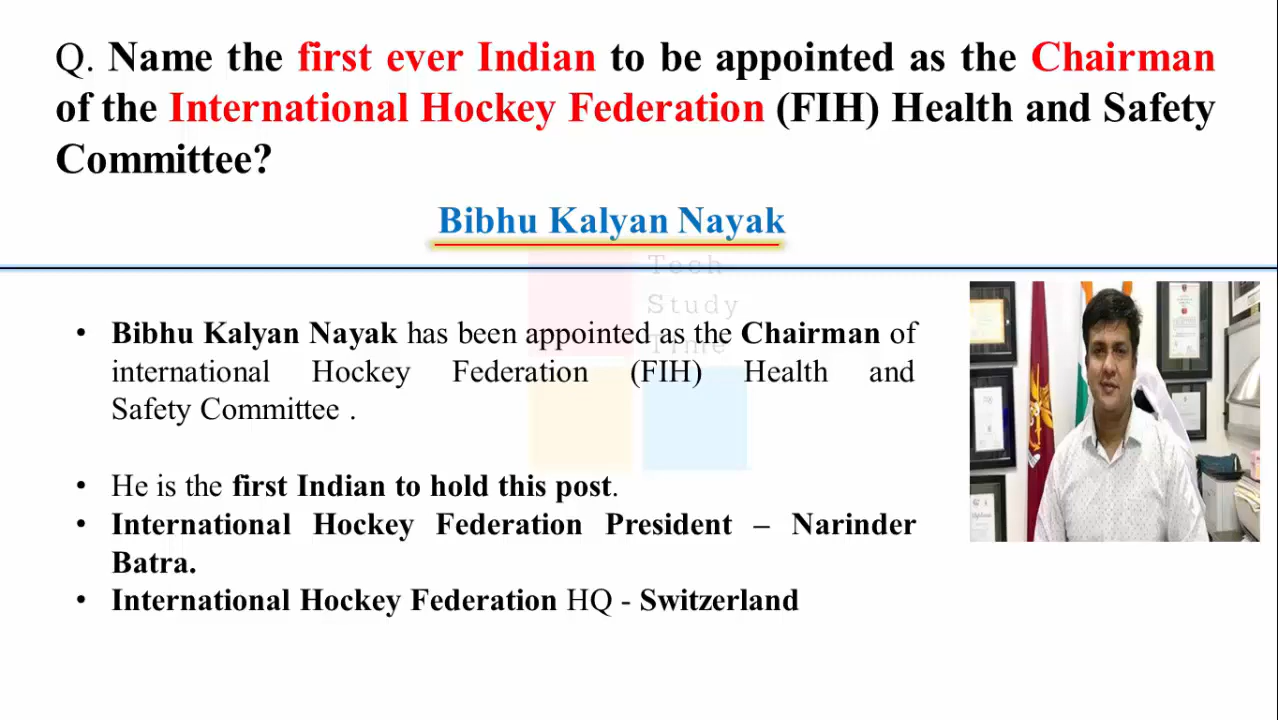 Q. Name the first ever Indian to be appointed as the Chairman
of the International Hockey Federation (FIH) Health and Safety
Committee?
Bibhu Kalyan Nayak
Tech
Study
Time
• Bibhu Kalyan Nayak has been appointed as the Chairman of
international Hockey Federation (FIH) Health and
Safety Committee .
• He is the first Indian to hold this post.
• International Hockey Federation President – Narinder
Batra.
• International Hockey Federation HQ - Switzerland